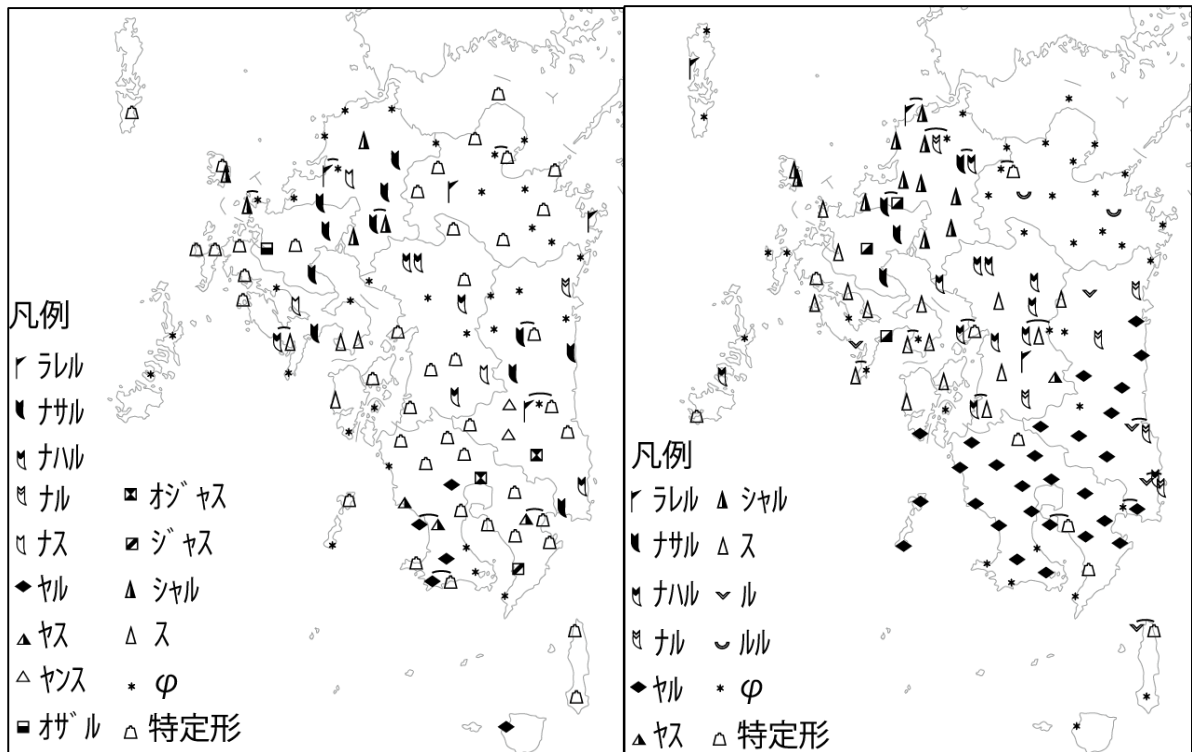 凡例
ラレル
ナサル
ナハル
ナル
ナス
ヤル
ヤス
ヤンス
オザル
オジャス
ジャス
シャル
ス
φ
特定形
凡例
ラレル
ナサル
ナハル
ナル
ヤル
ヤス
シャル
ス
ル
ルル
φ
特定形